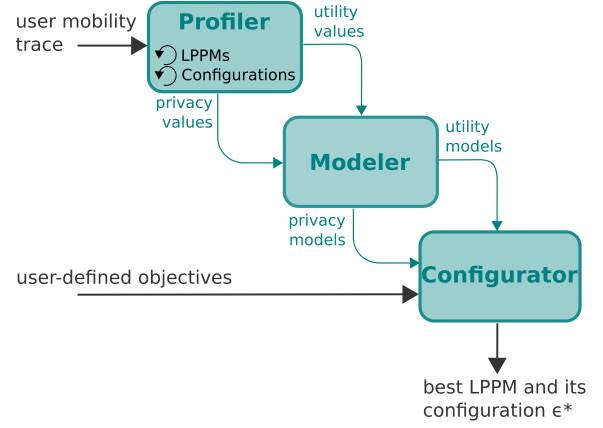 user mobility
trace
Profiler
LPPMs
Configurations
utility
values
privacy
values
Modeler
utility
models
privacy
models
user-defined objectives
Configurator
best LPPM and its
configuration ϵ*